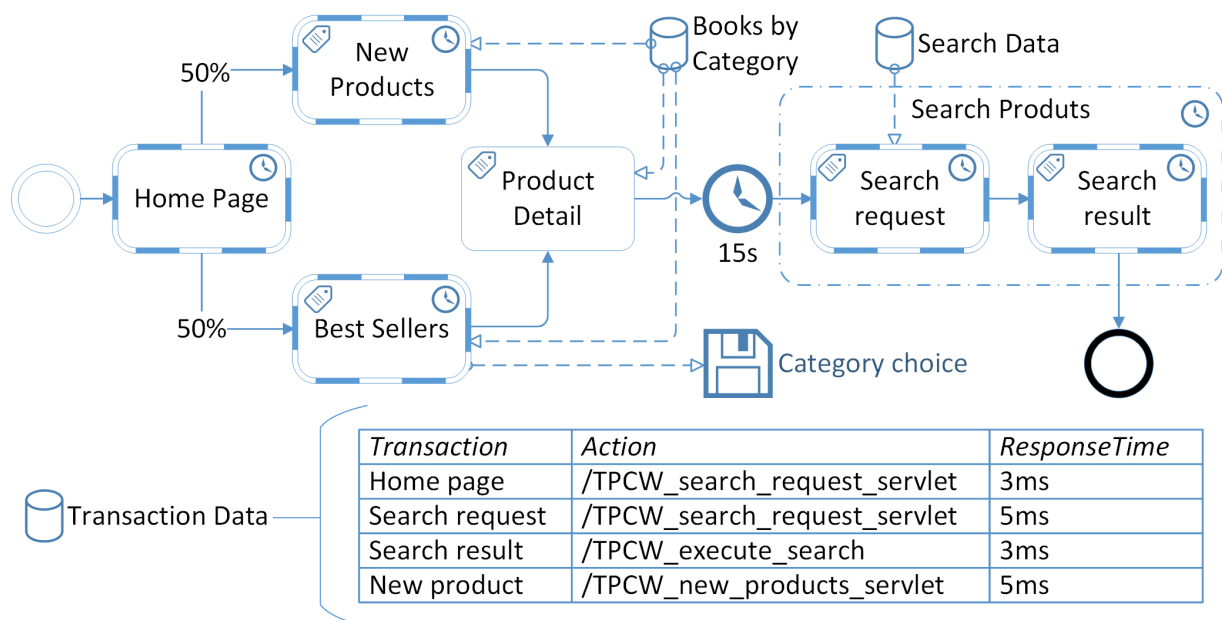 New
Products
50%
Books by
Category
Search Data
Search Produts
Home Page
Product
Detail
Search
request
Search
result
15s
50%
Best Sellers
Category choice
Transaction Data
Transaction Action ResponseTime
Home page /TPCW_search_request_servlet 3ms
Search request /TPCW_search_request_servlet 5ms
Search result /TPCW_execute_search 3ms
New product /TPCW_new_products_servlet 5ms